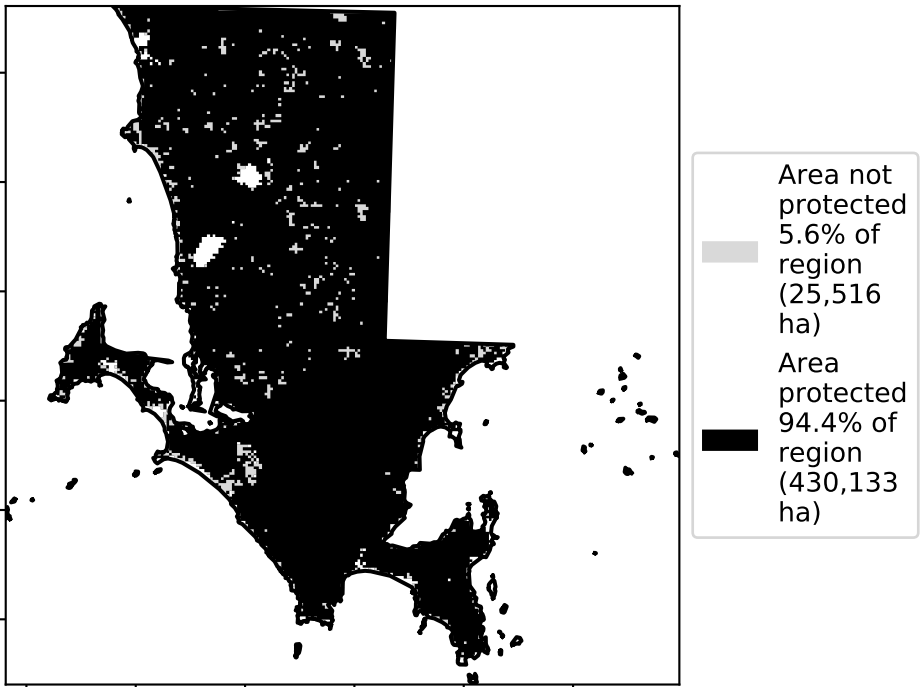 Area not
protected
5.6% of
region
(25,516
ha)
Area
protected
94.4% of
region
(430,133
ha)